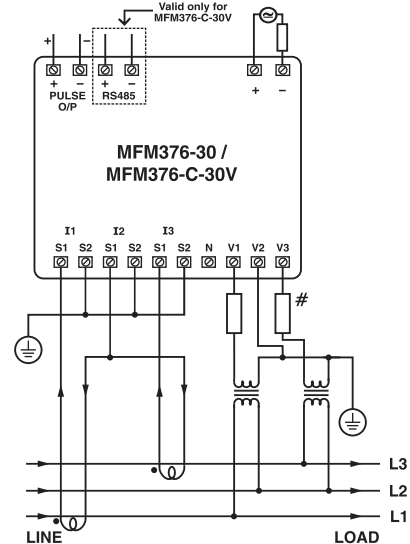 Valid only for
MFM376-C-30V
+ − + − + −
PULSE
O/P
RS485
MFM376-30 /
MFM376-C-30V
I1 I2 I3
S1 S2 S1 S2 S1 S2 N V1 V2 V3
#
L3
L2
L1
LINE LOAD